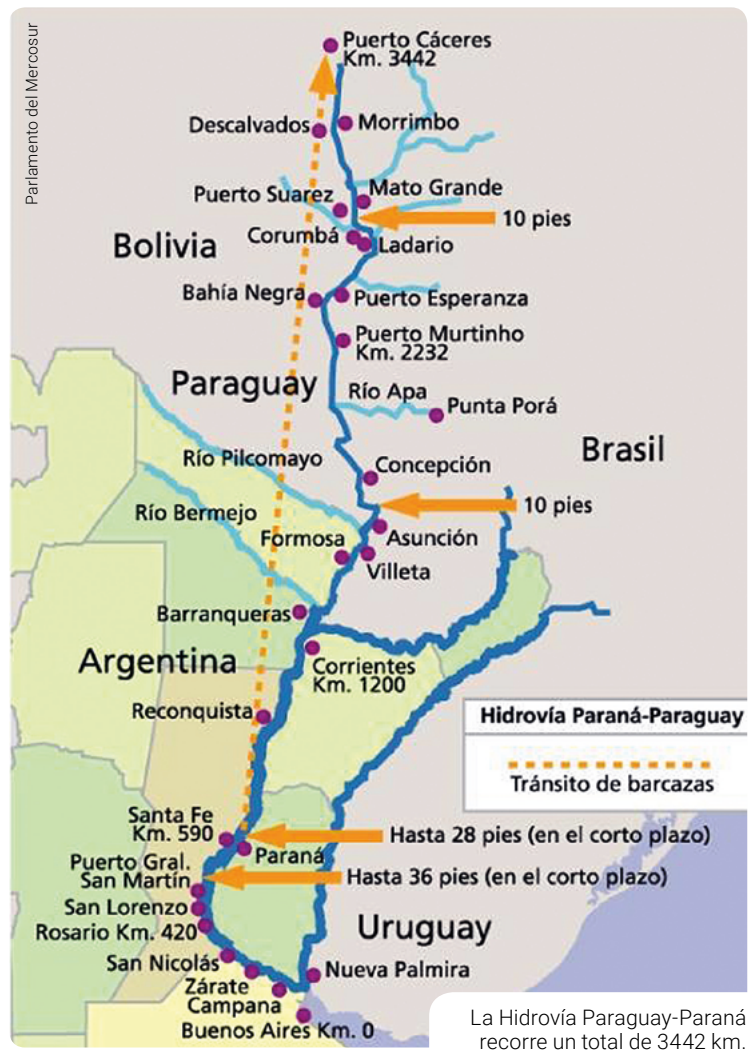 Parlamento del Mercosur
Puerto Cáceres
Km. 3442
Descalvados
Morrimbo
Puerto Suarez
Mato Grande
10 pies
Corumbá
Ladario
Bolivia
Bahía Negra
Puerto Esperanza
Puerto Murtinho
Km. 2232
Paraguay
Río Apa
Punta Porá
Brasil
Río Pilcomayo
Concepción
10 pies
Río Bermejo
Formosa
Asunción
Villeta
Barranqueras
Argentina
Corrientes
Km. 1200
Reconquista
Hidrovía Paraná-Paraguay
Tránsito de barcazas
Santa Fe
Km. 590
Hasta 28 pies (en el corto plazo)
Paraná
Puerto Gral.
San Martín
Hasta 36 pies (en el corto plazo)
San Lorenzo
Rosario Km. 420
Uruguay
San Nicolás
Nueva Palmira
Zárate
Campana
Buenos Aires Km. 0
La Hidrovía Paraguay-Paraná
recorre un total de 3442 km.